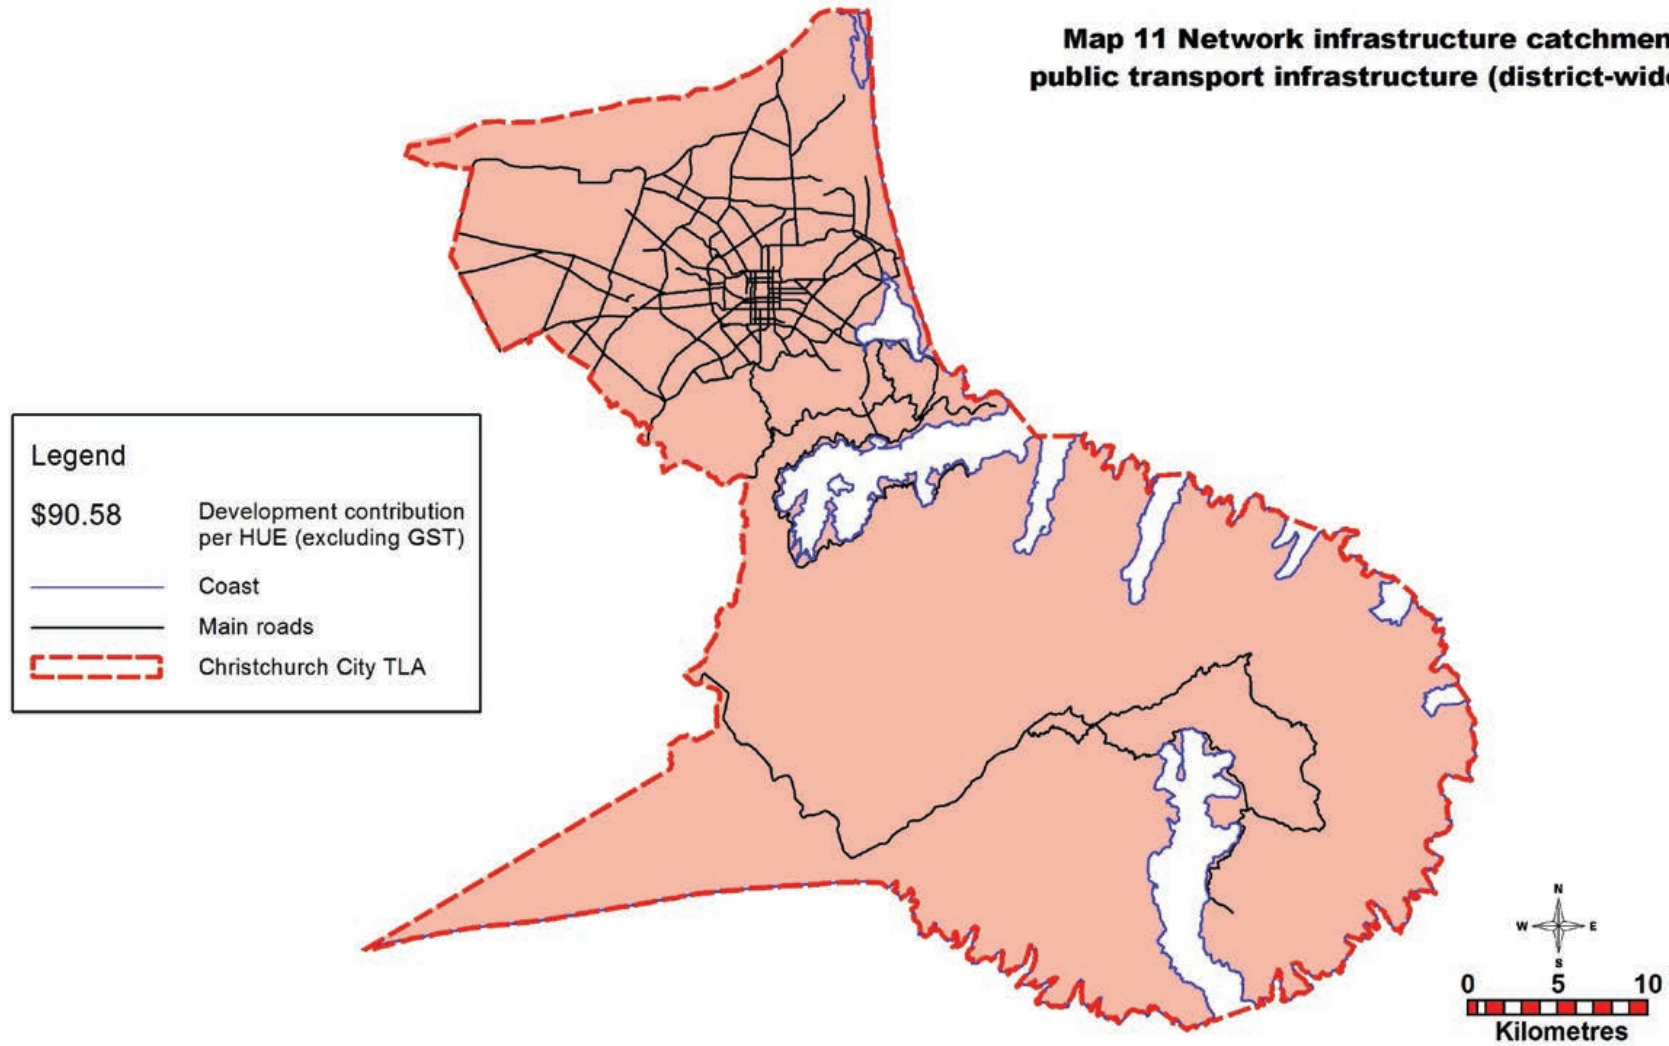 Map 11 Network infrastructure catchmen
public transport infrastructure (district-wid
Legend
$90.58 Development contribution
per HUE (excluding GST)
Coast
Main roads
Christchurch City TLA
N
W E
S
0 5 10
Kilometres